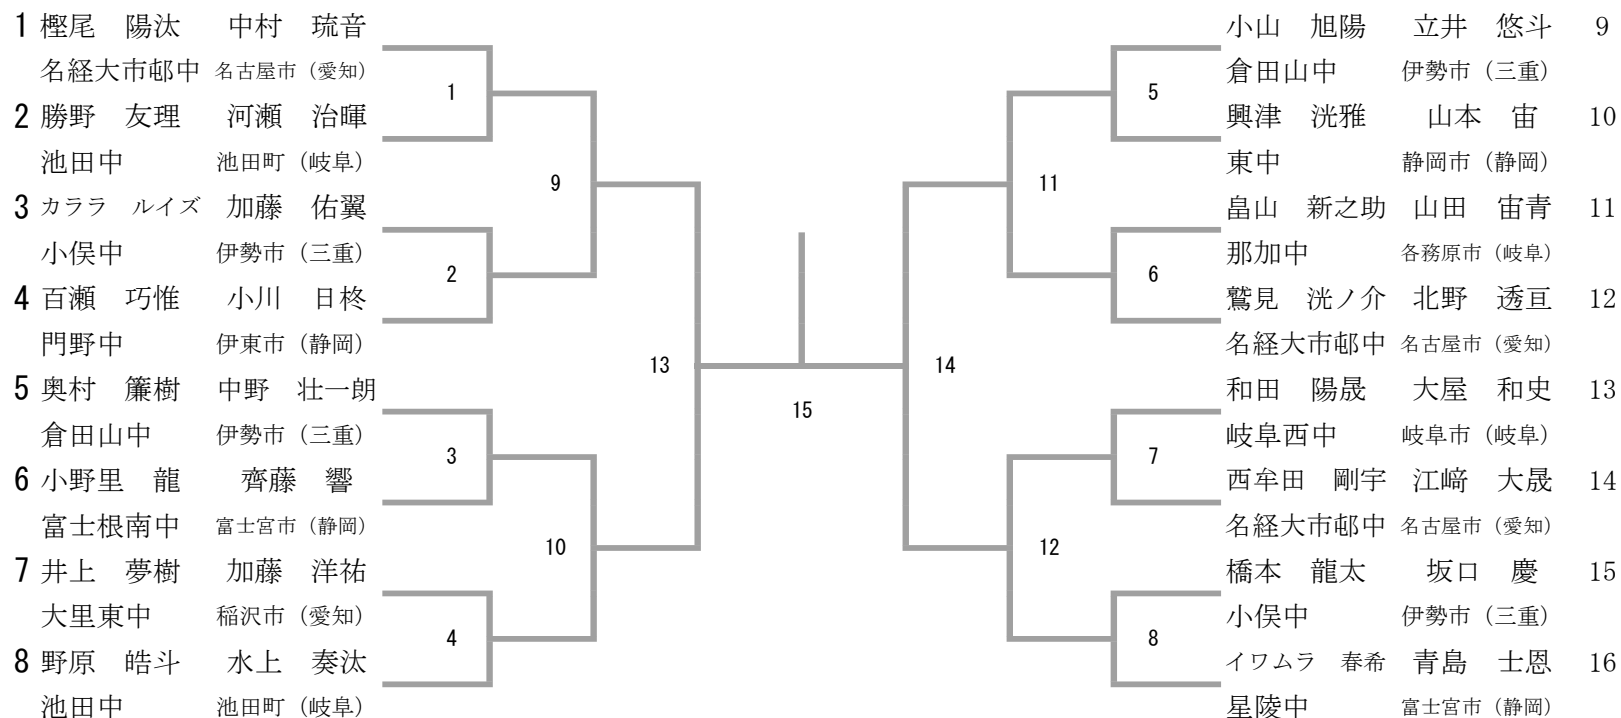 1 樫尾　陽汰　中村　琉音
名経大市邨中　名古屋市（愛知）
1
2 勝野　友理　河瀬　治暉
池田中　池田町（岐阜）
9
3 カララ　ルイズ　加藤　佑翼
小俣中　伊勢市（三重）
2
4 百瀬　巧惟　小川　日柊
門野中　伊東市（静岡）
13
5 奥村　簾樹　中野　壮一朗
倉田山中　伊勢市（三重）
3
6 小野里　龍　齊藤　響
富士根南中　富士宮市（静岡）
10
7 井上　夢樹　加藤　洋祐
大里東中　稲沢市（愛知）
4
8 野原　皓斗　水上　奏汰
池田中　池田町（岐阜）
15
小山　旭陽　立井　悠斗　9
倉田山中　伊勢市（三重）
5
興津　洸雅　山本　宙　10
東中　静岡市（静岡）
11
畠山　新之助　山田　宙青　11
那加中　各務原市（岐阜）
6
鷲見　洸ノ介　北野　透亘　12
名経大市邨中　名古屋市（愛知）
14
和田　陽晟　大屋　和史　13
岐阜西中　岐阜市（岐阜）
7
西牟田　剛宇　江﨑　大晟　14
名経大市邨中　名古屋市（愛知）
12
橋本　龍太　坂口　慶　15
小俣中　伊勢市（三重）
8
イワムラ　春希　青島　士恩　16
星陵中　富士宮市（静岡）